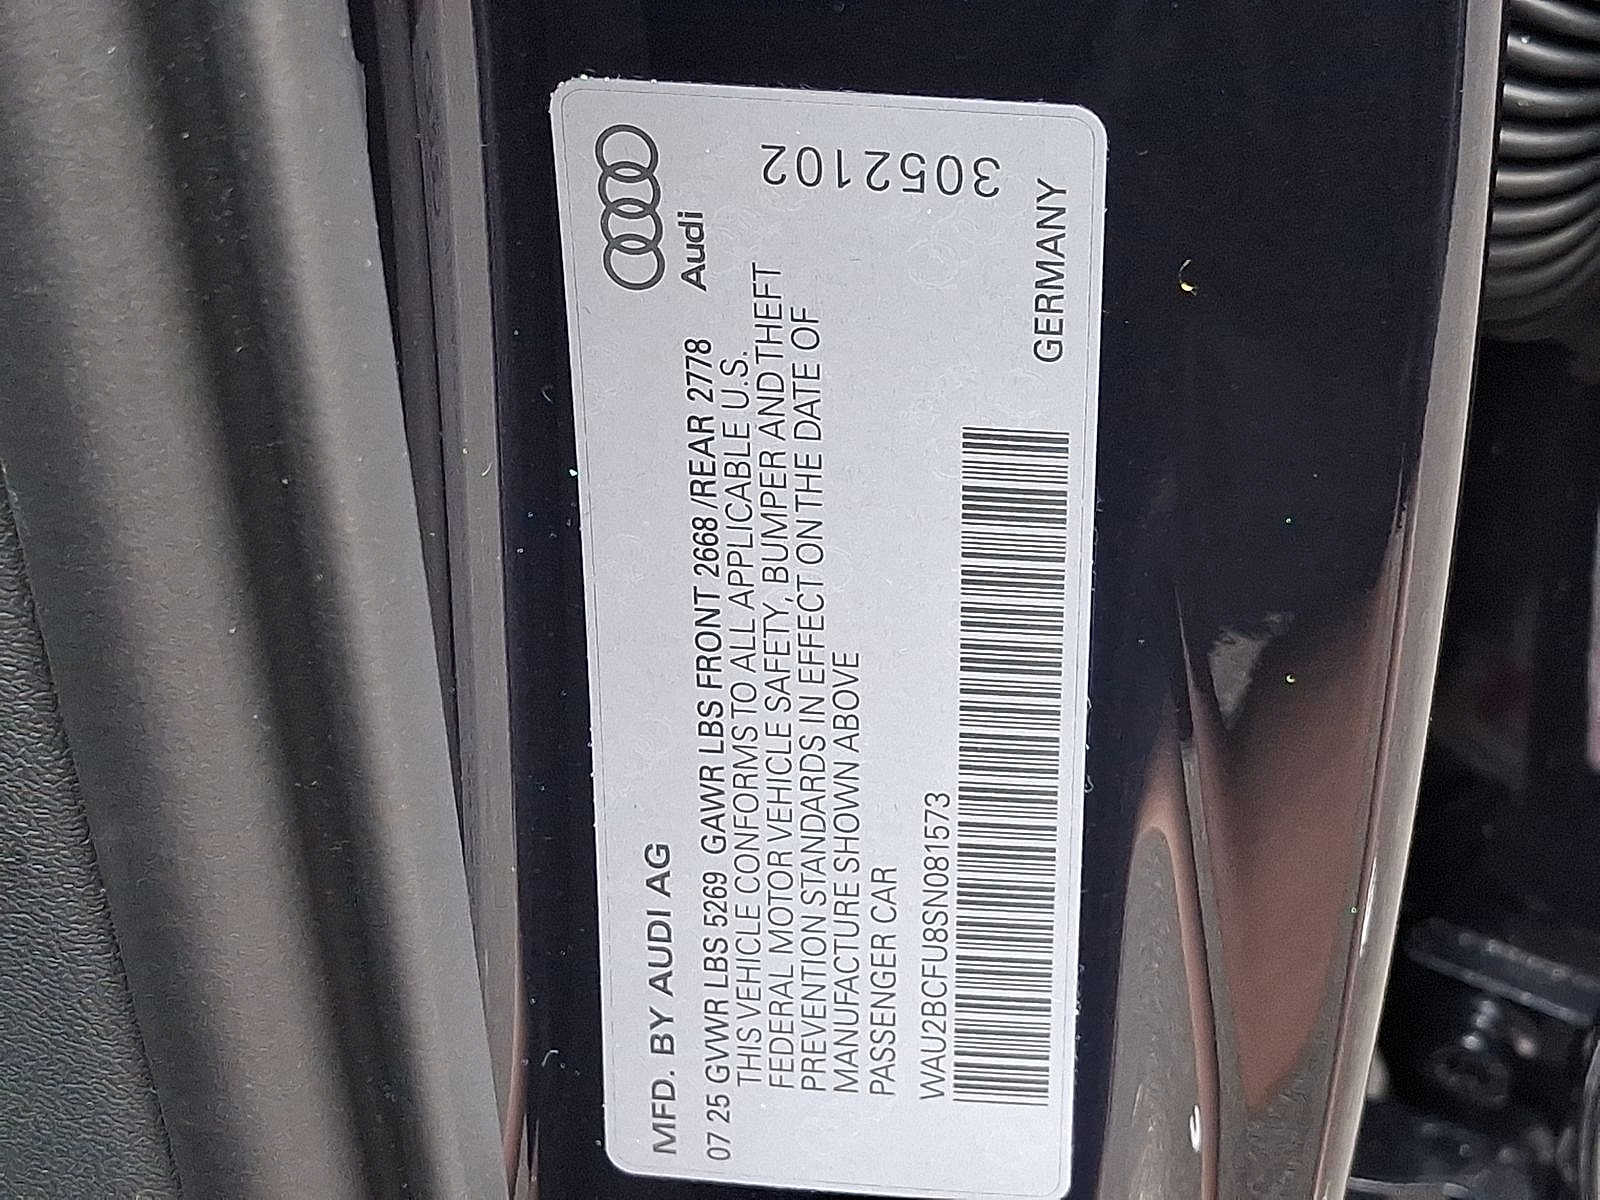 MFD. BY AUDI AG
Audi
07 25 GVWR LBS 5269 GAWR LBS FRONT 2668 /REAR 2778
THIS VEHICLE CONFORMS TO ALL APPLICABLE U.S.
FEDERAL MOTOR VEHICLE SAFETY, BUMPER AND THEFT
PREVENTION STANDARDS IN EFFECT ON THE DATE OF
MANUFACTURE SHOWN ABOVE
PASSENGER CAR
WAU2BCFU8SN081573
GERMANY
3052102